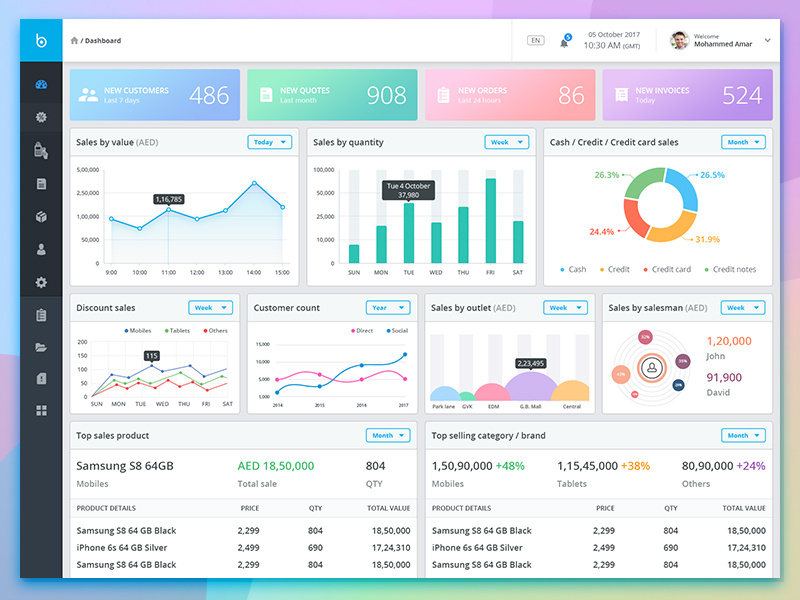 b
/ Dashboard
EN
5
05 October 2017
10:30 AM (GMT)
Welcome
Mohammed Amar
NEW CUSTOMERS
Last 7 days
486
NEW QUOTES
Last month
908
NEW ORDERS
Last 24 hours
86
NEW INVOICES
Today
524
Sales by value (AED)
Today
5,00,000
2,50,000
1,00,000
50,000
0
1,16,785
9:00 10:00 11:00 12:00 13:00 14:00 15:00
Sales by quantity
Week
100,000
50,000
25,000
10,000
0
Tue 4 October
37,980
SUN MON TUE WED THU FRI SAT
Cash / Credit / Credit card sales
Month
26.3%
26.5%
24.4%
31.9%
Cash Credit Credit card Credit notes
Discount sales
Week
Mobiles Tablets Others
200
150
100
50
0
115
SUN MON TUE WED THU FRI SAT
Customer count
Year
Direct Social
15,000
10,000
5,000
1,000
2014 2015 2016 2017
Sales by outlet (AED)
Week
2,23,495
Park lane GVX EDM G.B. Mall Central
Sales by salesman (AED)
Week
1,20,000
John
91,900
David
Top sales product
Month
Samsung S8 64GB AED 18,50,000 804
Mobiles Total sale QTY
PRODUCT DETAILS PRICE QTY TOTAL VALUE
Samsung S8 64 GB Black 2,299 804 18,50,000
iPhone 6s 64 GB Silver 2,499 690 17,24,310
Samsung S8 64 GB Black 2,299 804 18,50,000
Top selling category / brand
Month
1,50,90,000 +48% 1,15,45,000 +38% 80,90,000 +24%
Mobiles Tablets Others
PRODUCT DETAILS PRICE QTY TOTAL VALUE
Samsung S8 64 GB Black 2,299 804 18,50,000
iPhone 6s 64 GB Silver 2,499 690 17,24,310
Samsung S8 64 GB Black 2,299 804 18,50,000